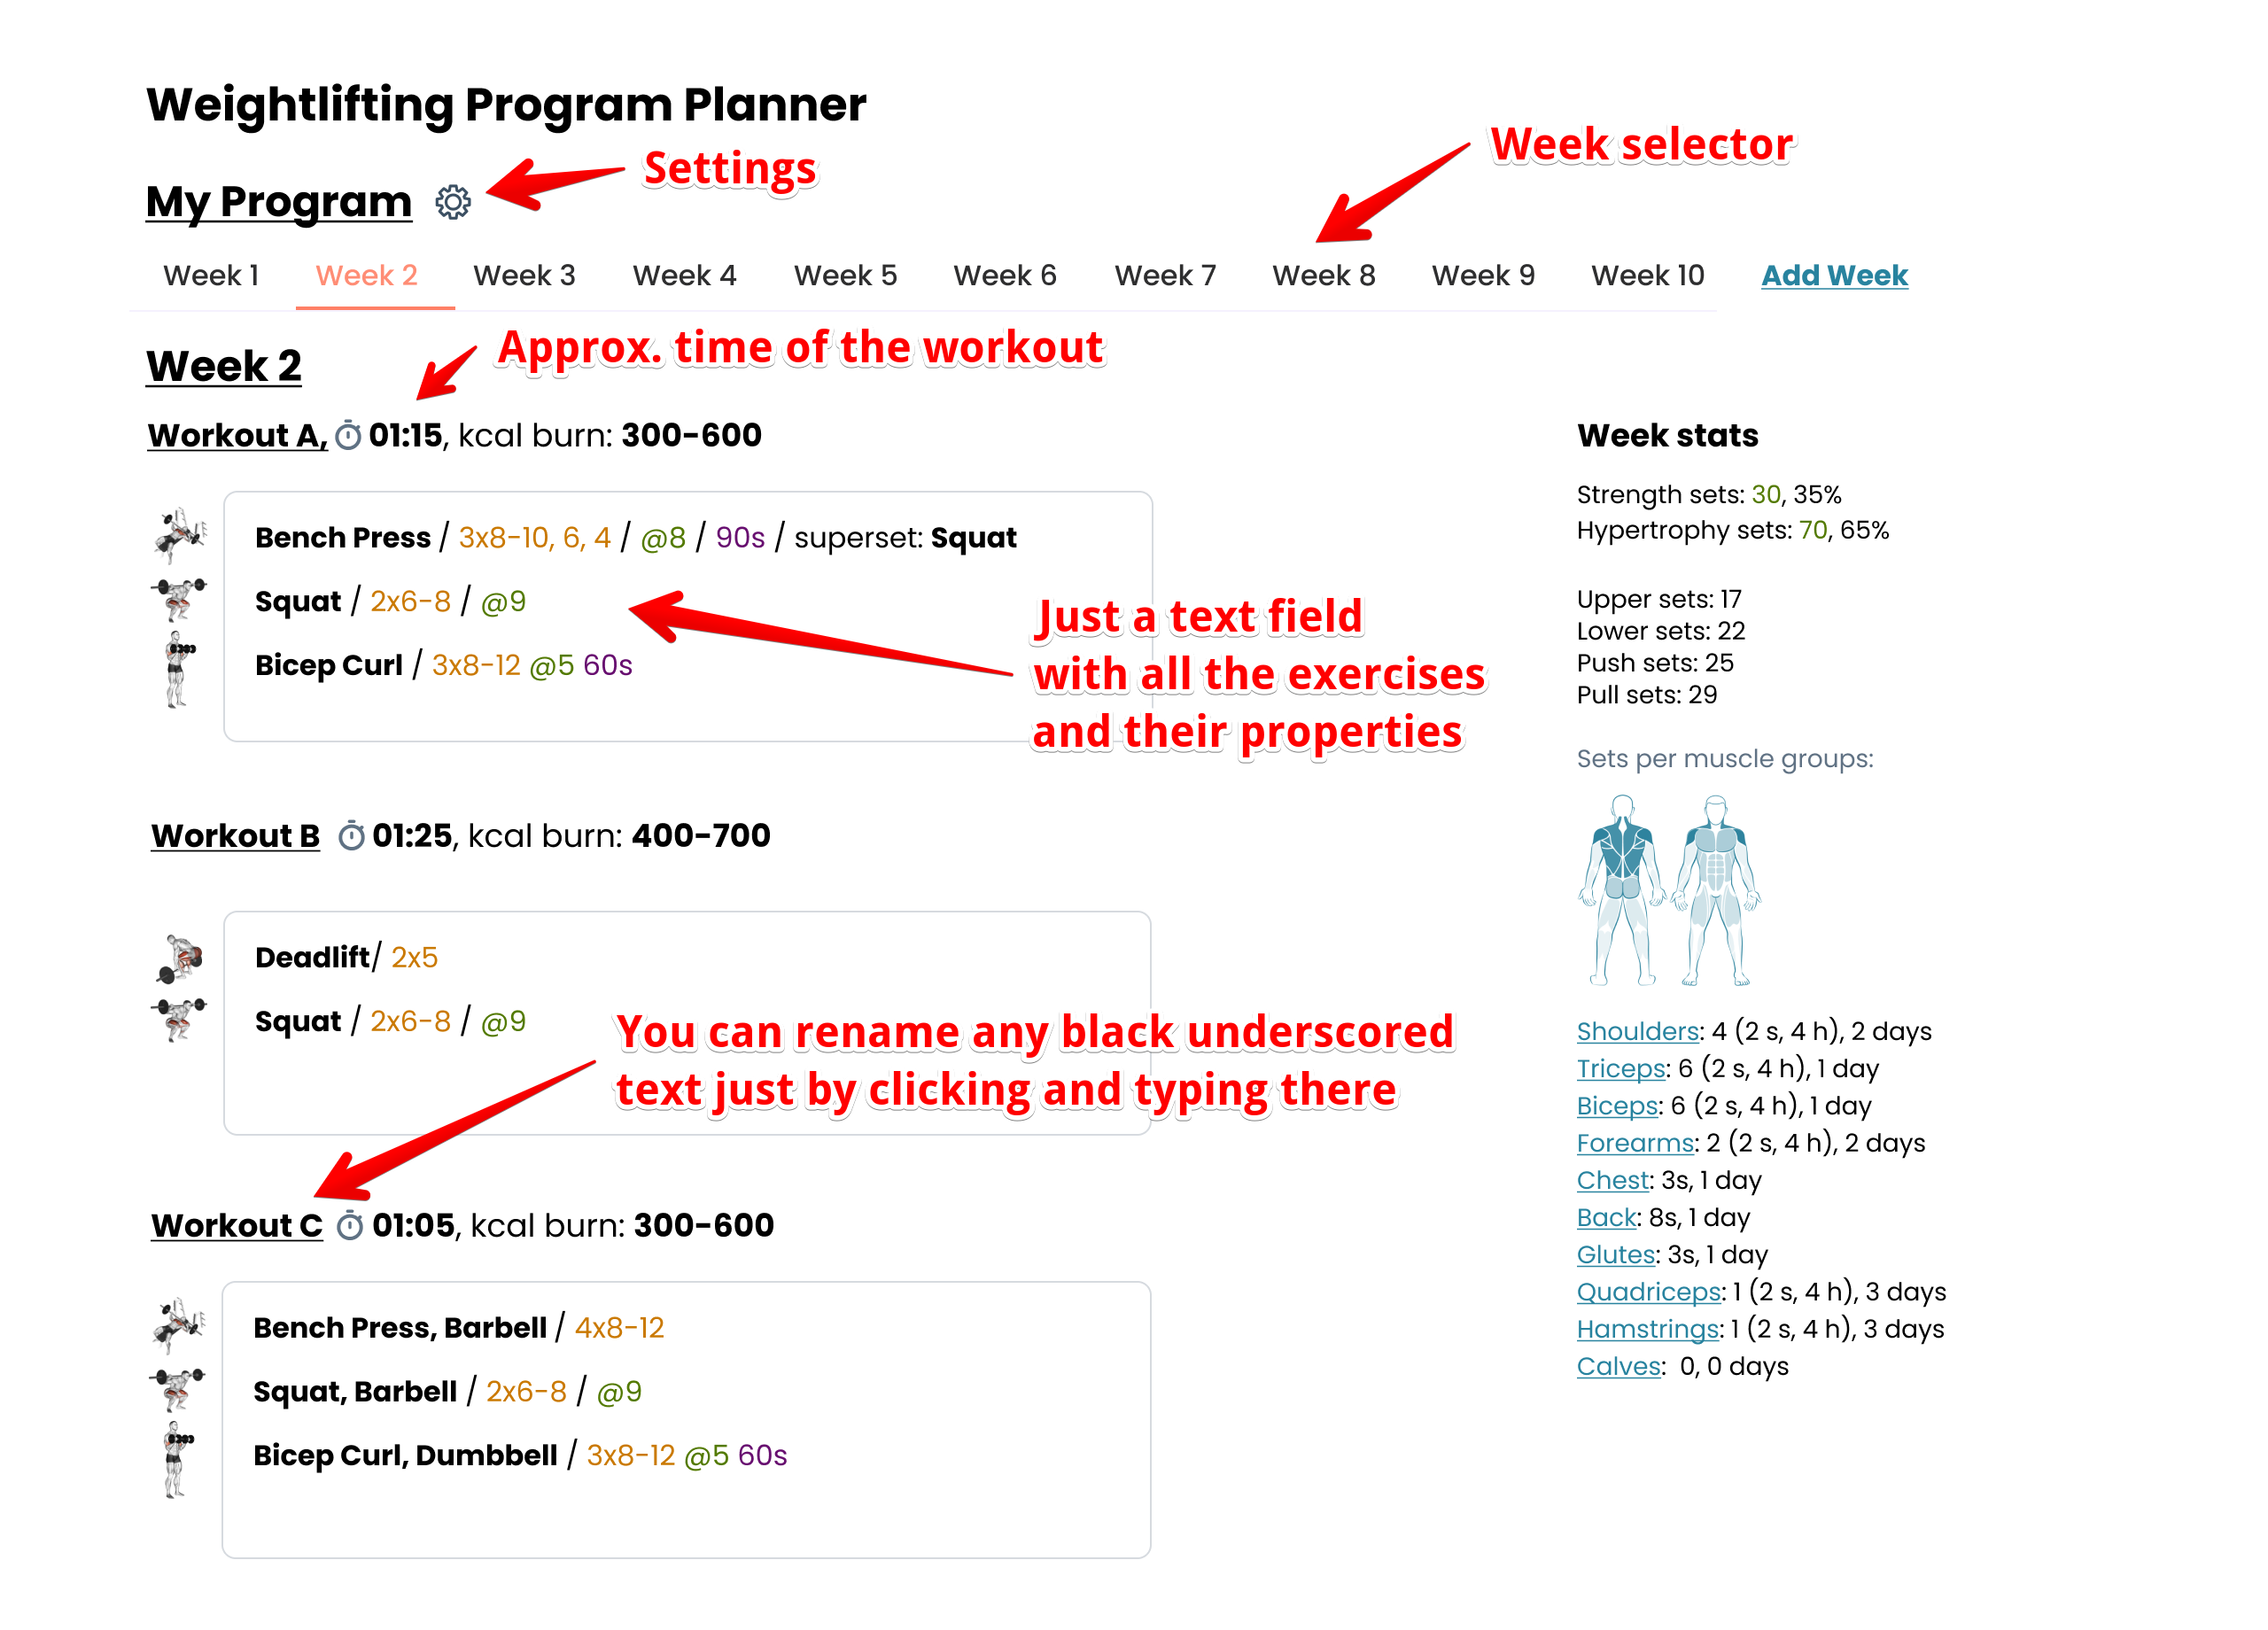 Weightlifting Program Planner
Settings
Week selector
My Program
Week 1 Week 2 Week 3 Week 4 Week 5 Week 6 Week 7 Week 8 Week 9 Week 10 Add Week
Approx. time of the workout
Week 2
Workout A, 01:15, kcal burn: 300-600
Bench Press / 3x8-10, 6, 4 / @8 / 90s / superset: Squat
Squat / 2x6-8 / @9
Bicep Curl / 3x8-12 @5 60s
Just a text field
with all the exercises
and their properties
Workout B 01:25, kcal burn: 400-700
Deadlift/ 2x5
Squat / 2x6-8 / @9
You can rename any black underscored
text just by clicking and typing there
Workout C 01:05, kcal burn: 300-600
Bench Press, Barbell / 4x8-12
Squat, Barbell / 2x6-8 / @9
Bicep Curl, Dumbbell / 3x8-12 @5 60s
Week stats
Strength sets: 30, 35%
Hypertrophy sets: 70, 65%
Upper sets: 17
Lower sets: 22
Push sets: 25
Pull sets: 29
Sets per muscle groups:
Shoulders: 4 (2 s, 4 h), 2 days
Triceps: 6 (2 s, 4 h), 1 day
Biceps: 6 (2 s, 4 h), 1 day
Forearms: 2 (2 s, 4 h), 2 days
Chest: 3s, 1 day
Back: 8s, 1 day
Glutes: 3s, 1 day
Quadriceps: 1 (2 s, 4 h), 3 days
Hamstrings: 1 (2 s, 4 h), 3 days
Calves: 0, 0 days